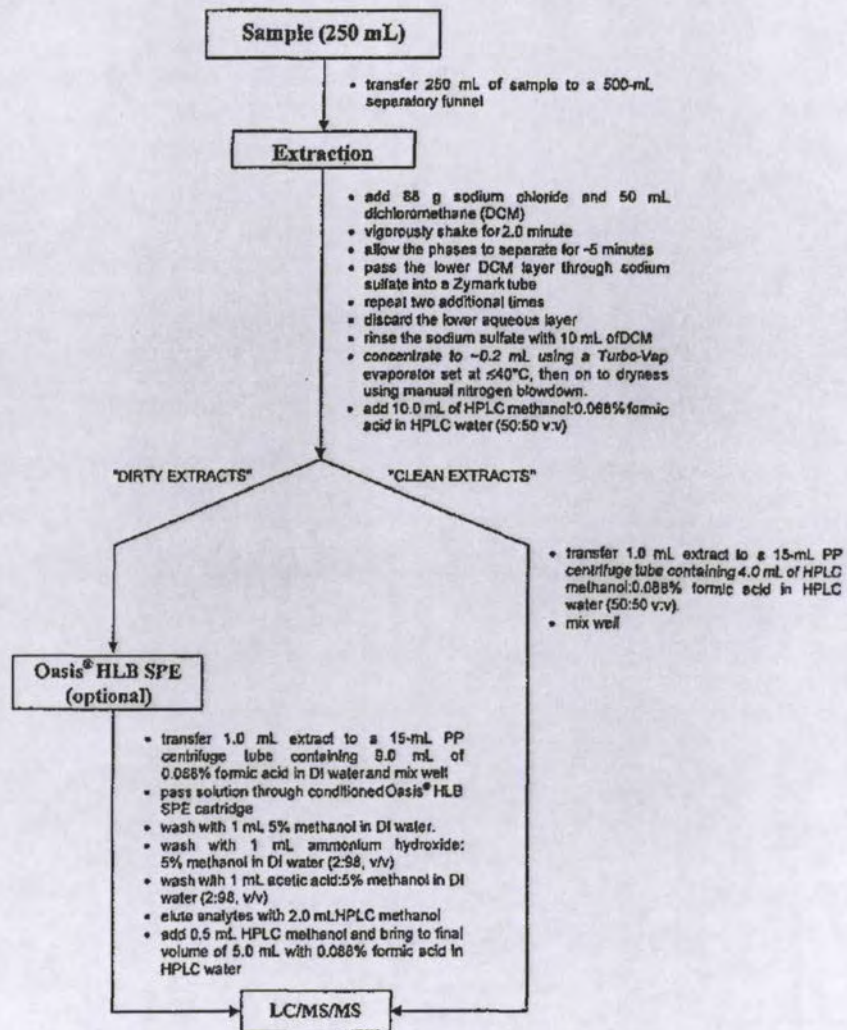 Sample (250 mL)
• transfer 250 mL of sample to a 500-mL
separatory funnel
Extraction
• add 88 g sodium chloride and 50 mL
dichloromethane (DCM)
• vigorously shake for 2.0 minute
• allow the phases to separate for ~5 minutes
• pass the lower DCM layer through sodium
sulfate into a Zymark tube
• repeat two additional times
• discard the lower aqueous layer
• rinse the sodium sulfate with 10 mL of DCM
• concentrate to ~0.2 mL using a Turbo-Vap
evaporator set at ≤40°C, then on to dryness
using manual nitrogen blowdown.
• add 10.0 mL of HPLC methanol:0.088% formic
acid in HPLC water (50:50 v:v)
"DIRTY EXTRACTS"
"CLEAN EXTRACTS"
• transfer 1.0 mL extract to a 15-mL PP
centrifuge tube containing 4.0 mL of HPLC
methanol:0.088% formic acid in HPLC
water (50:50 v:v).
• mix well
Oasis® HLB SPE
(optional)
• transfer 1.0 mL extract to a 15-mL PP
centrifuge tube containing 9.0 mL of
0.088% formic acid in DI water and mix well
• pass solution through conditioned Oasis® HLB
SPE cartridge
• wash with 1 mL 5% methanol in DI water.
• wash with 1 mL ammonium hydroxide:
5% methanol in DI water (2:98, v/v)
• wash with 1 mL acetic acid:5% methanol in DI
water (2:98, v/v)
• elute analytes with 2.0 mL HPLC methanol
• add 0.5 mL HPLC methanol and bring to final
volume of 5.0 mL with 0.088% formic acid in
HPLC water
LC/MS/MS